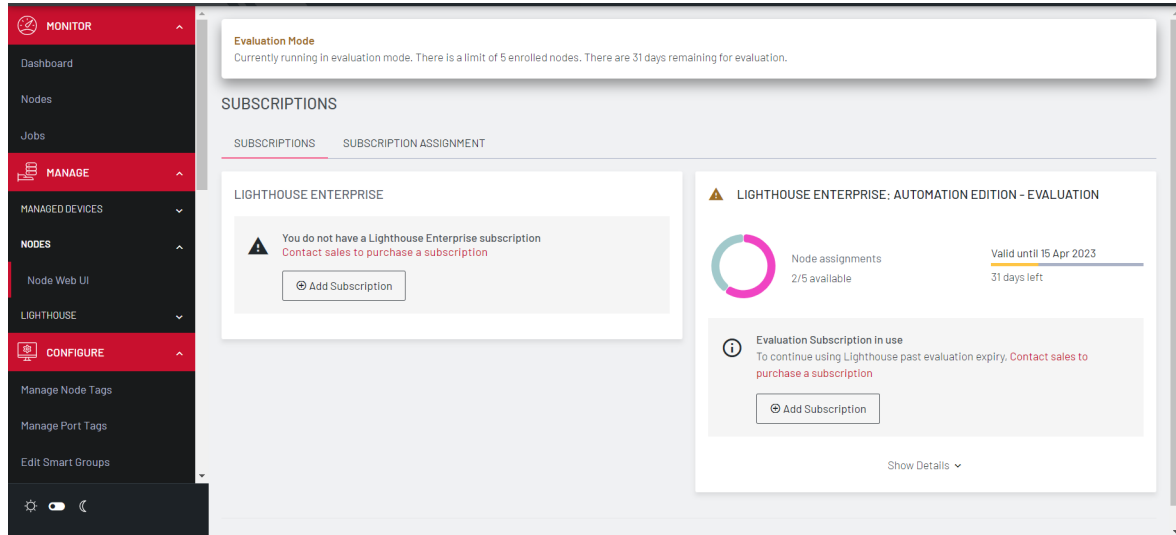 MONITOR
Dashboard
Nodes
Jobs
MANAGE
MANAGED DEVICES
NODES
Node Web UI
LIGHTHOUSE
CONFIGURE
Manage Node Tags
Manage Port Tags
Edit Smart Groups
Evaluation Mode
Currently running in evaluation mode. There is a limit of 5 enrolled nodes. There are 31 days remaining for evaluation.
SUBSCRIPTIONS
SUBSCRIPTIONS SUBSCRIPTION ASSIGNMENT
LIGHTHOUSE ENTERPRISE
You do not have a Lighthouse Enterprise subscription
Contact sales to purchase a subscription
Add Subscription
LIGHTHOUSE ENTERPRISE: AUTOMATION EDITION - EVALUATION
Node assignments
2/5 available
Valid until 15 Apr 2023
31 days left
Evaluation Subscription in use
To continue using Lighthouse past evaluation expiry, Contact sales to
purchase a subscription
Add Subscription
Show Details